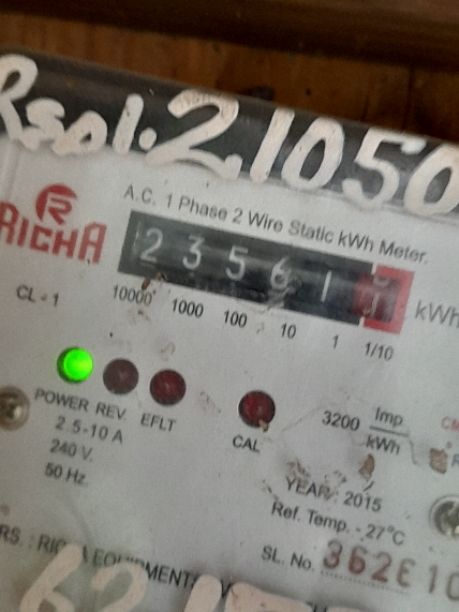 Rspl. 2.1050
A.C. 1 Phase 2 Wire Static kWh Meter.
R
RICHA
2 3 5 6 1
kWh
CL - 1
10000 1000 100 10 1 1/10
POWER REV. EFLT CAL
3200 Imp/kWh
2.5-10 A
240 V.
50 Hz.
YEAR: 2015
Ref. Temp. - 27°C
SL. No.